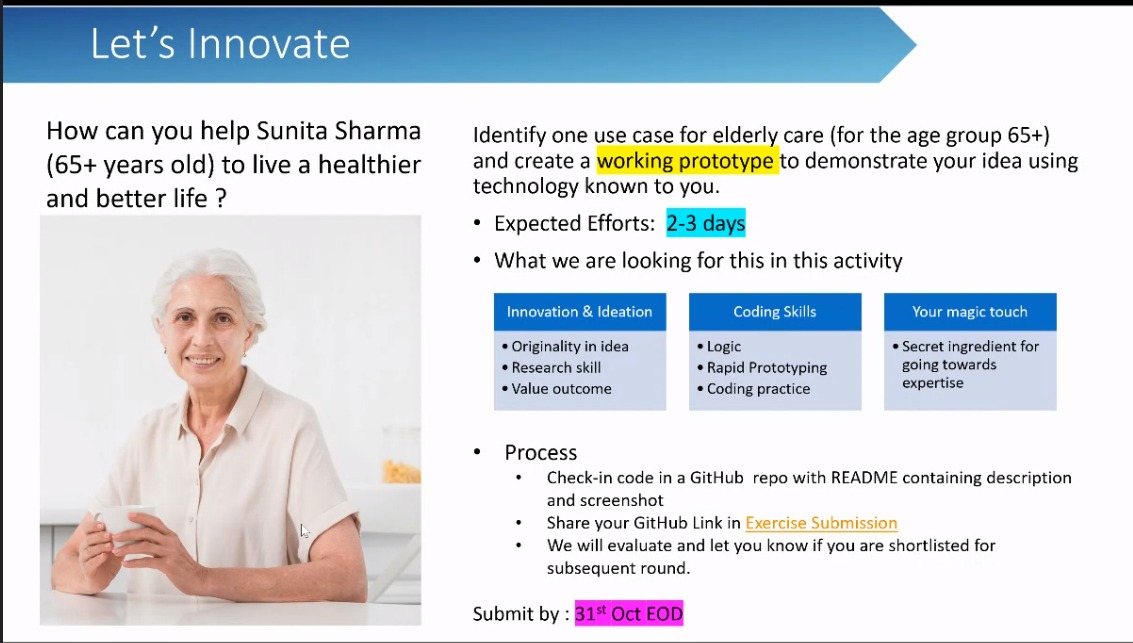 Let's Innovate
How can you help Sunita Sharma
(65+ years old) to live a healthier
and better life ?
Identify one use case for elderly care (for the age group 65+)
and create a working prototype to demonstrate your idea using
technology known to you.
• Expected Efforts: 2-3 days
• What we are looking for this in this activity
Innovation & Ideation
• Originality in idea
• Research skill
• Value outcome
Coding Skills
• Logic
• Rapid Prototyping
• Coding practice
Your magic touch
• Secret ingredient for
going towards
expertise
• Process
• Check-in code in a GitHub repo with README containing description
and screenshot
• Share your GitHub Link in Exercise Submission
• We will evaluate and let you know if you are shortlisted for
subsequent round.
Submit by : 31st Oct EOD